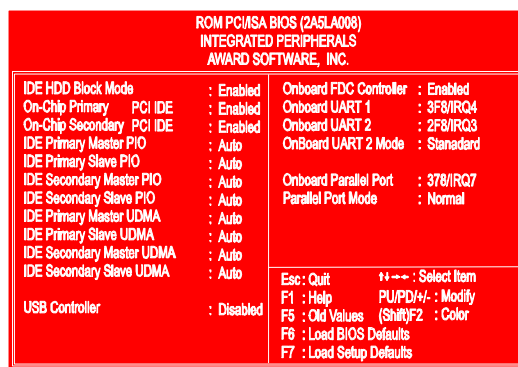 ROM PCI/ISA BIOS (2A5LA008)
INTEGRATED PERIPHERALS
AWARD SOFTWARE, INC.
IDE HDD Block Mode : Enabled
On-Chip Primary PCI IDE : Enabled
On-Chip Secondary PCI IDE : Enabled
IDE Primary Master PIO : Auto
IDE Primary Slave PIO : Auto
IDE Secondary Master PIO : Auto
IDE Secondary Slave PIO : Auto
IDE Primary Master UDMA : Auto
IDE Primary Slave UDMA : Auto
IDE Secondary Master UDMA : Auto
IDE Secondary Slave UDMA : Auto
USB Controller : Disabled
Onboard FDC Controller : Enabled
Onboard UART 1 : 3F8/IRQ4
Onboard UART 2 : 2F8/IRQ3
OnBoard UART 2 Mode : Stanadard
Onboard Parallel Port : 378/IRQ7
Parallel Port Mode : Normal
Esc : Quit ↑↓→← : Select Item
F1 : Help PU/PD/+/- : Modify
F5 : Old Values (Shift)F2 : Color
F6 : Load BIOS Defaults
F7 : Load Setup Defaults